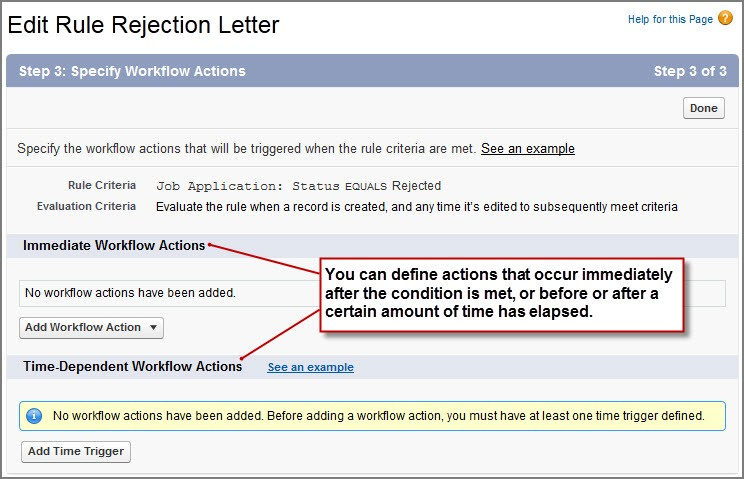 Edit Rule Rejection Letter
Help for this Page ?
Step 3: Specify Workflow Actions
Step 3 of 3
Done
Specify the workflow actions that will be triggered when the rule criteria are met. See an example
Rule Criteria Job Application: Status EQUALS Rejected
Evaluation Criteria Evaluate the rule when a record is created, and any time it's edited to subsequently meet criteria
Immediate Workflow Actions
You can define actions that occur immediately
after the condition is met, or before or after a
certain amount of time has elapsed.
No workflow actions have been added.
Add Workflow Action
Time-Dependent Workflow Actions See an example
i No workflow actions have been added. Before adding a workflow action, you must have at least one time trigger defined.
Add Time Trigger